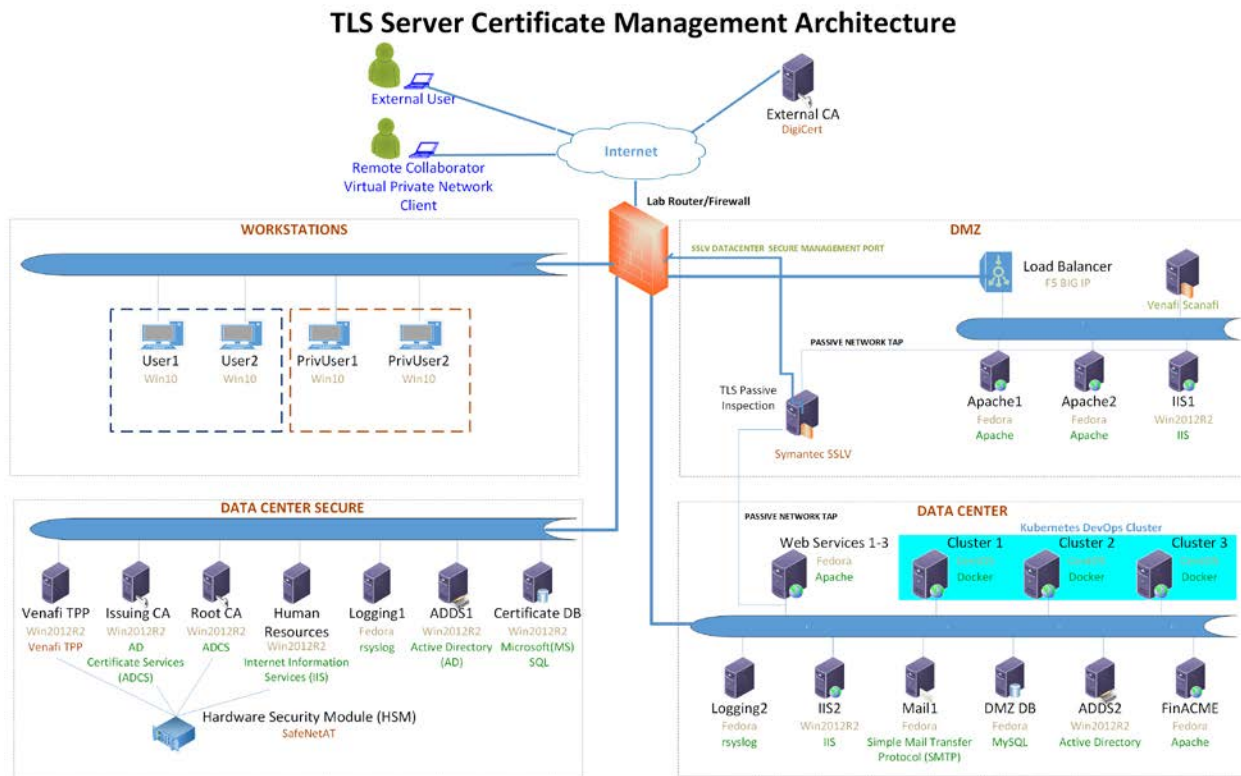 TLS Server Certificate Management Architecture
External User
External CA
DigiCert
Internet
Remote Collaborator
Virtual Private Network
Client
Lab Router/Firewall
WORKSTATIONS
User1
Win10
User2
Win10
PrivUser1
Win10
PrivUser2
Win10
DMZ
SSLV DATACENTER SECURE MANAGEMENT PORT
Load Balancer
F5 BIG IP
Venafi Scanafi
PASSIVE NETWORK TAP
TLS Passive
Inspection
Symantec SSLV
Apache1
Fedora
Apache
Apache2
Fedora
Apache
IIS1
Win2012R2
IIS
DATA CENTER SECURE
Venafi TPP
Win2012R2
Venafi TPP
Issuing CA
Win2012R2
AD
Certificate Services
(ADCS)
Root CA
Win2012R2
ADCS
Human
Resources
Win2012R2
Internet Information
Services (IIS)
Logging1
Fedora
rsyslog
ADDS1
Win2012R2
Active Directory
(AD)
Certificate DB
Win2012R2
Microsoft(MS)
SQL
Hardware Security Module (HSM)
SafeNetAT
PASSIVE NETWORK TAP
DATA CENTER
Kubernetes DevOps Cluster
Web Services 1-3
Fedora
Apache
Cluster 1
Docker
Cluster 2
Docker
Cluster 3
Docker
Logging2
Fedora
rsyslog
IIS2
Win2012R2
IIS
Mail1
Fedora
Simple Mail Transfer
Protocol (SMTP)
DMZ DB
Fedora
MySQL
ADDS2
Win2012R2
Active Directory
FinACME
Fedora
Apache